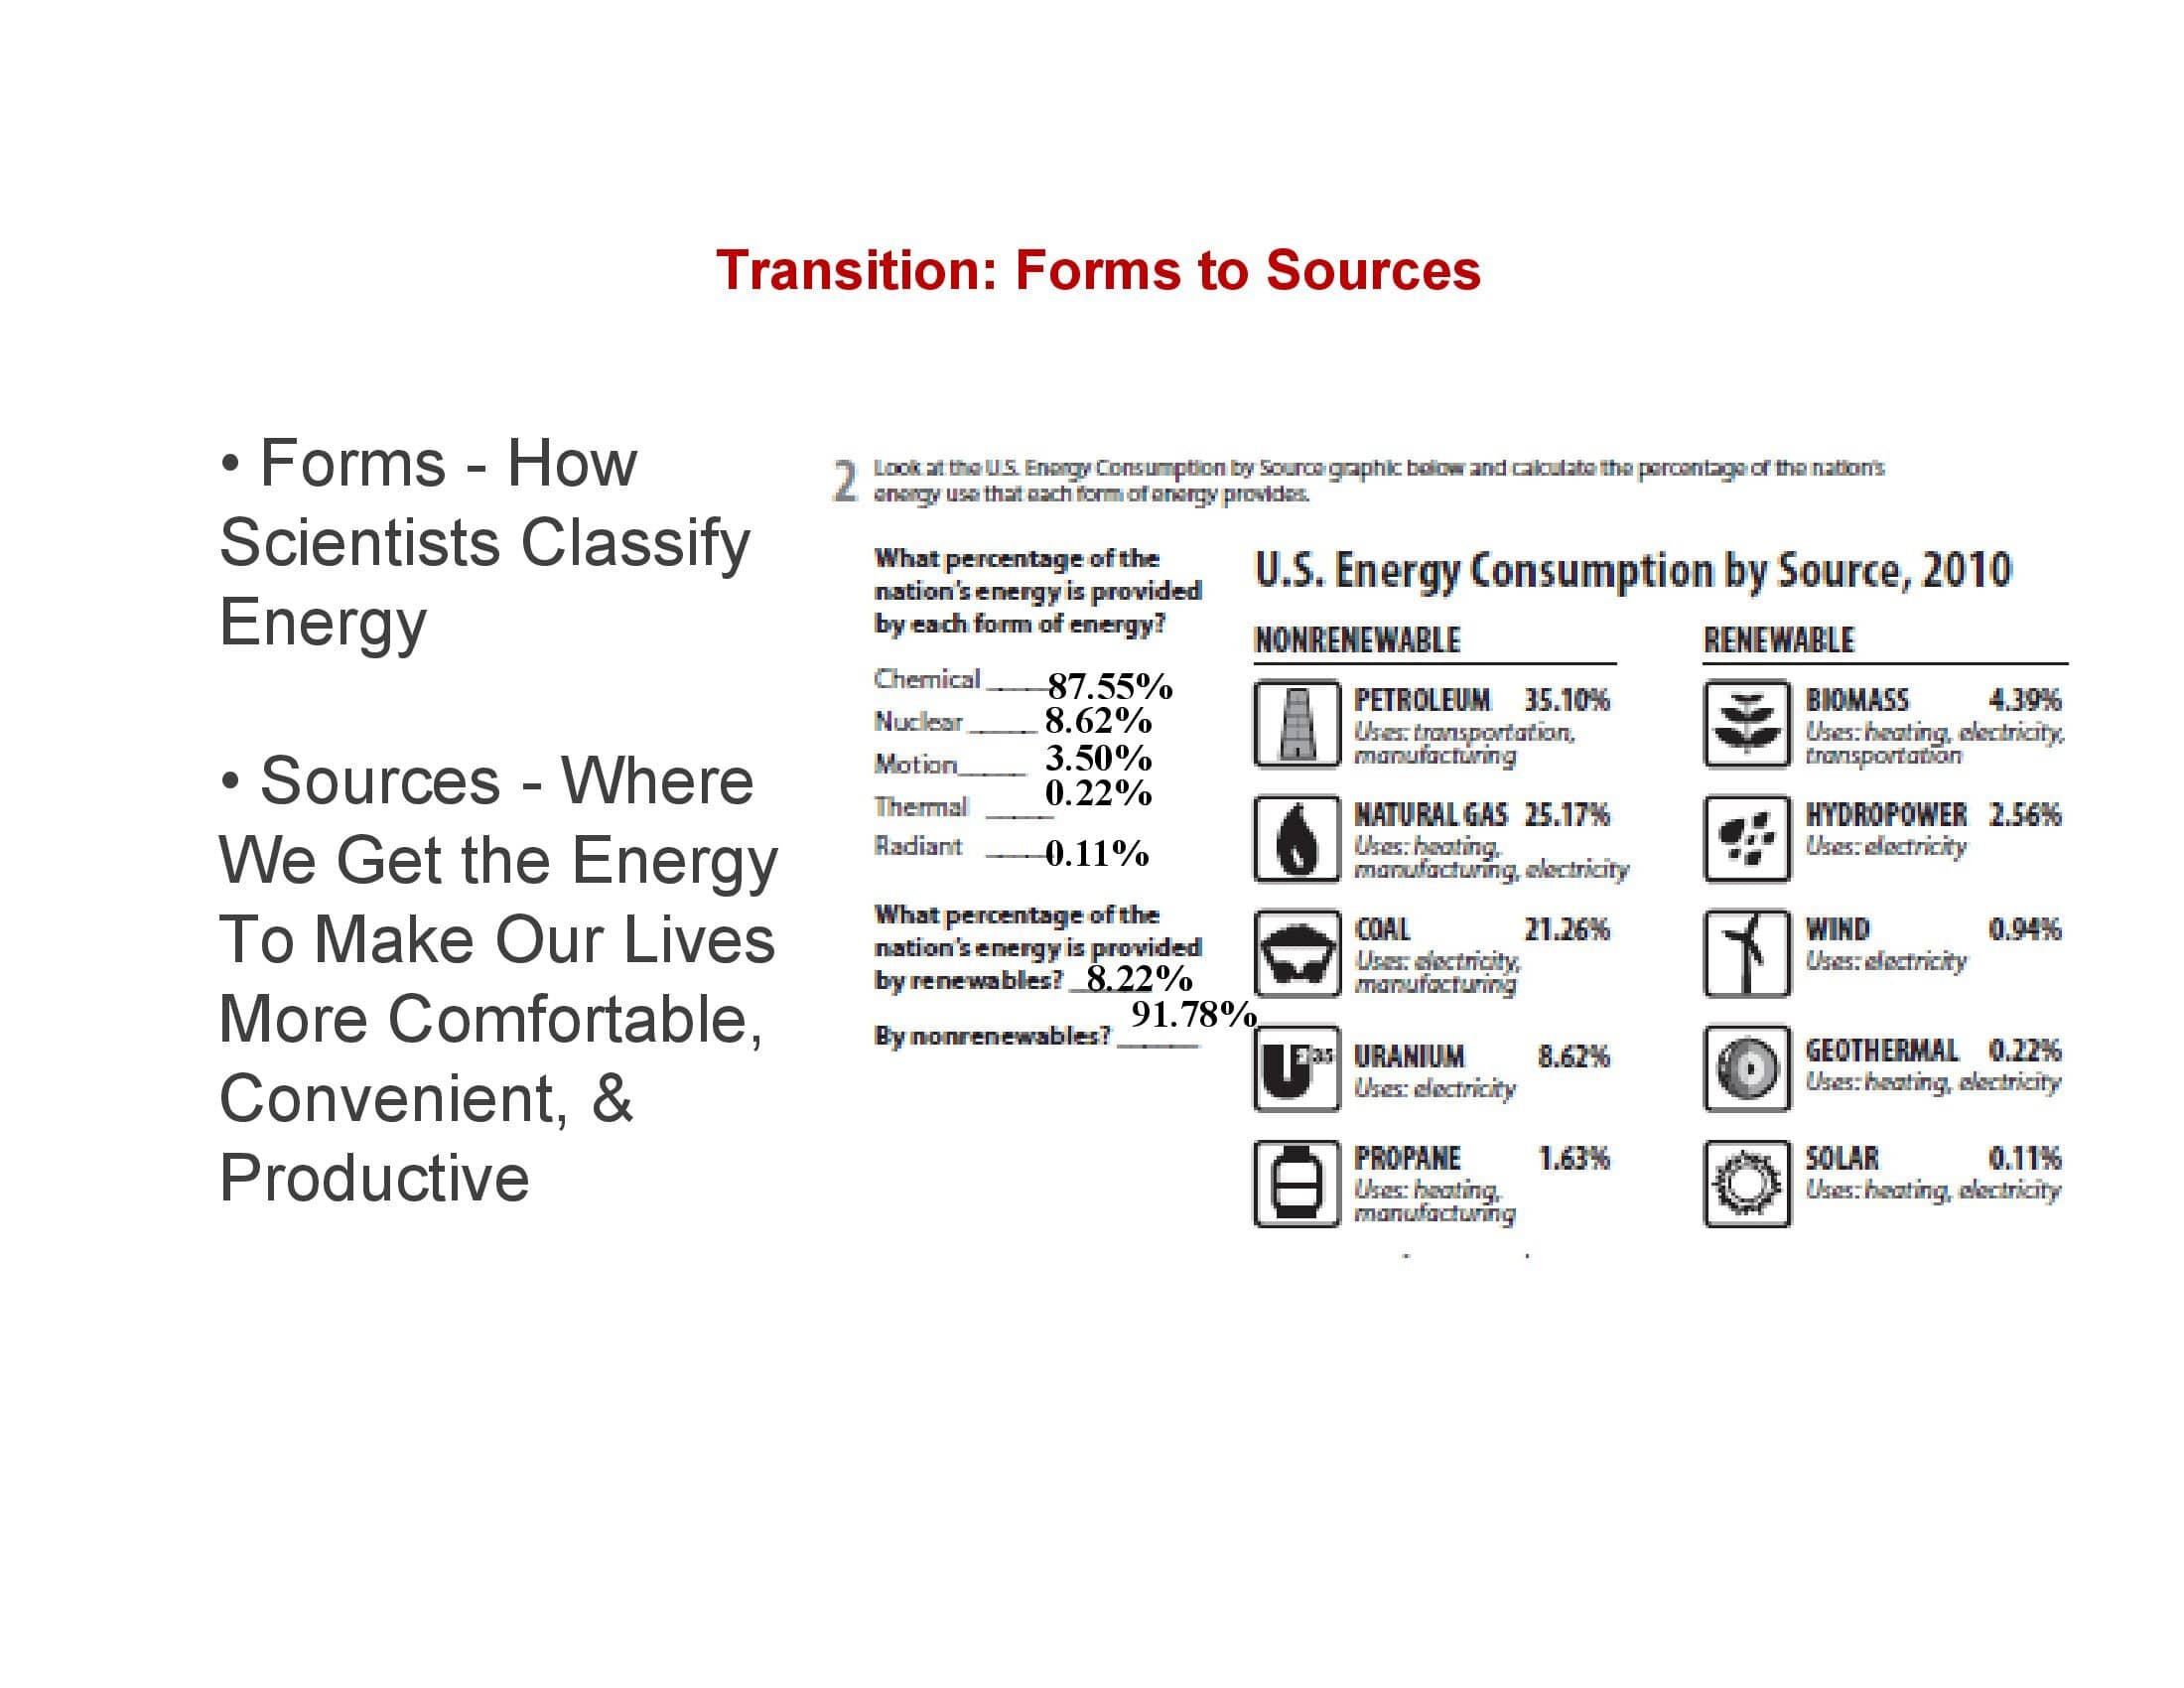 Transition: Forms to Sources
• Forms - How
Scientists Classify
Energy
• Sources - Where
We Get the Energy
To Make Our Lives
More Comfortable,
Convenient, &
Productive
2 Look at the U.S. Energy Consumption by Source graphic below and calculate the percentage of the nation's
energy use that each form of energy provides.
What percentage of the
nation's energy is provided
by each form of energy?
Chemical _____87.55%
Nuclear _____ 8.62%
Motion_____ 3.50%
Thermal _____ 0.22%
Radiant _____0.11%
What percentage of the
nation's energy is provided
by renewables? ______8.22%
By nonrenewables? ______ 91.78%
U.S. Energy Consumption by Source, 2010
NONRENEWABLE
PETROLEUM 35.10%
Uses: transportation,
manufacturing
NATURAL GAS 25.17%
Uses: heating,
manufacturing, electricity
COAL 21.26%
Uses: electricity,
manufacturing
URANIUM 8.62%
Uses: electricity
PROPANE 1.63%
Uses: heating,
manufacturing
RENEWABLE
BIOMASS 4.39%
Uses: heating, electricity,
transportation
HYDROPOWER 2.56%
Uses: electricity
WIND 0.94%
Uses: electricity
GEOTHERMAL 0.22%
Uses: heating, electricity
SOLAR 0.11%
Uses: heating, electricity